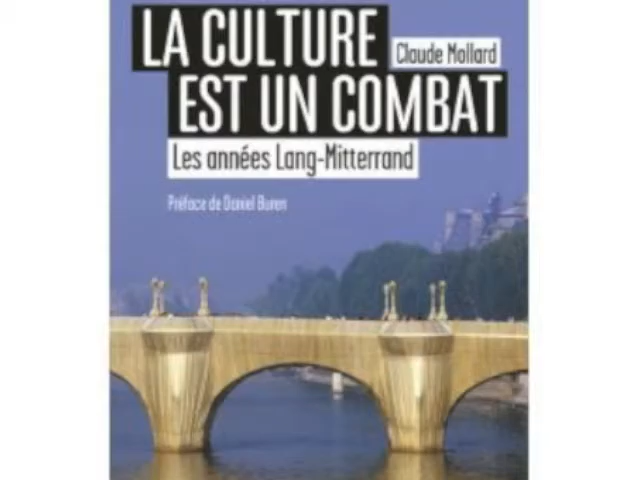 LA CULTURE
Claude Mollard
EST UN COMBAT
Les années Lang-Mitterrand
Préface de Daniel Buren